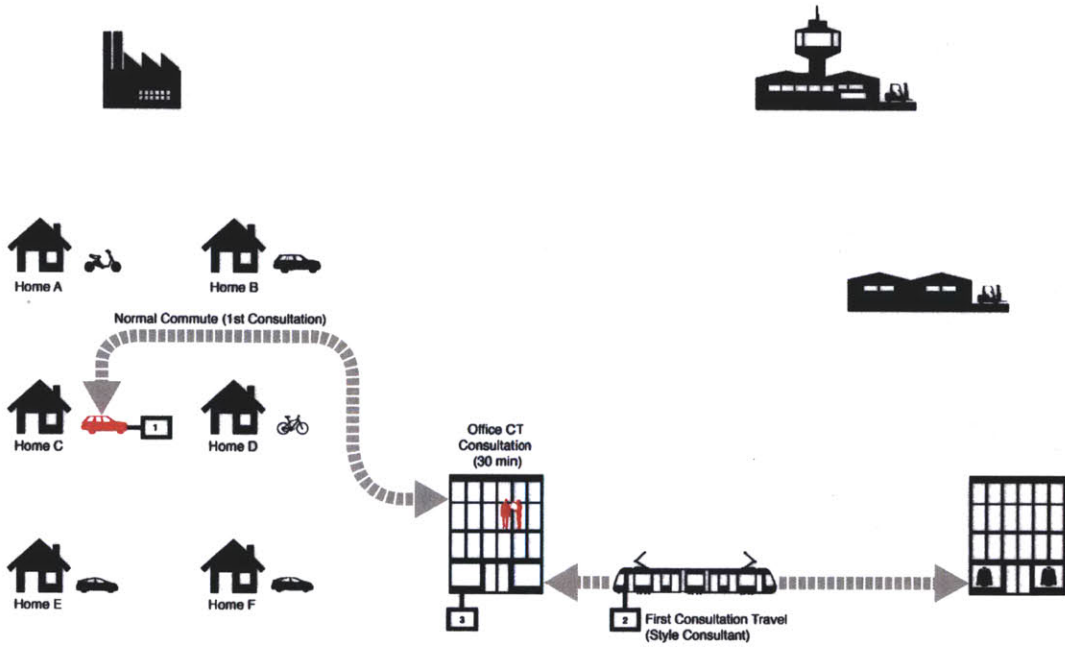 Home A
Home B
Normal Commute (1st Consultation)
Home C
1
Home D
Office CT
Consultation
(30 min)
Home E
Home F
3
2
First Consultation Travel
(Style Consultant)